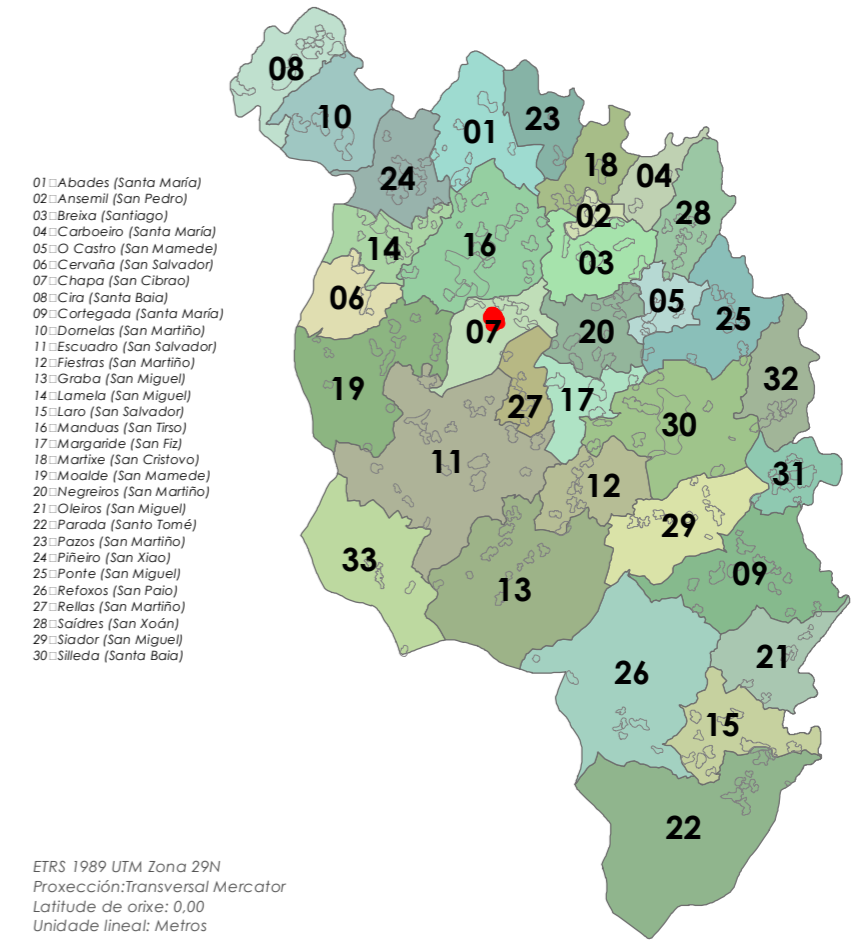 08
10
01
23
24
18
04
02
28
14
16
03
06
05
07
20
25
19
27
17
32
30
11
12
31
29
33
13
09
26
21
15
22
01□Abades (Santa María)
02□Ansemil (San Pedro)
03□Breixa (Santiago)
04□Carboeiro (Santa María)
05□O Castro (San Mamede)
06□Cervaña (San Salvador)
07□Chapa (San Cibrao)
08□Cira (Santa Baia)
09□Cortegada (Santa María)
10□Dornelas (San Martiño)
11□Escuadro (San Salvador)
12□Fiestras (San Martiño)
13□Graba (San Miguel)
14□Lamela (San Miguel)
15□Laro (San Salvador)
16□Manduas (San Tirso)
17□Margaride (San Fiz)
18□Martixe (San Cristovo)
19□Moalde (San Mamede)
20□Negreiros (San Martiño)
21□Oleiros (San Miguel)
22□Parada (Santo Tomé)
23□Pazos (San Martiño)
24□Piñeiro (San Xiao)
25□Ponte (San Miguel)
26□Refoxos (San Paio)
27□Rellas (San Martiño)
28□Saídres (San Xoán)
29□Siador (San Miguel)
30□Silleda (Santa Baia)
ETRS 1989 UTM Zona 29N
Proxección:Transversal Mercator
Latitude de orixe: 0,00
Unidade lineal: Metros